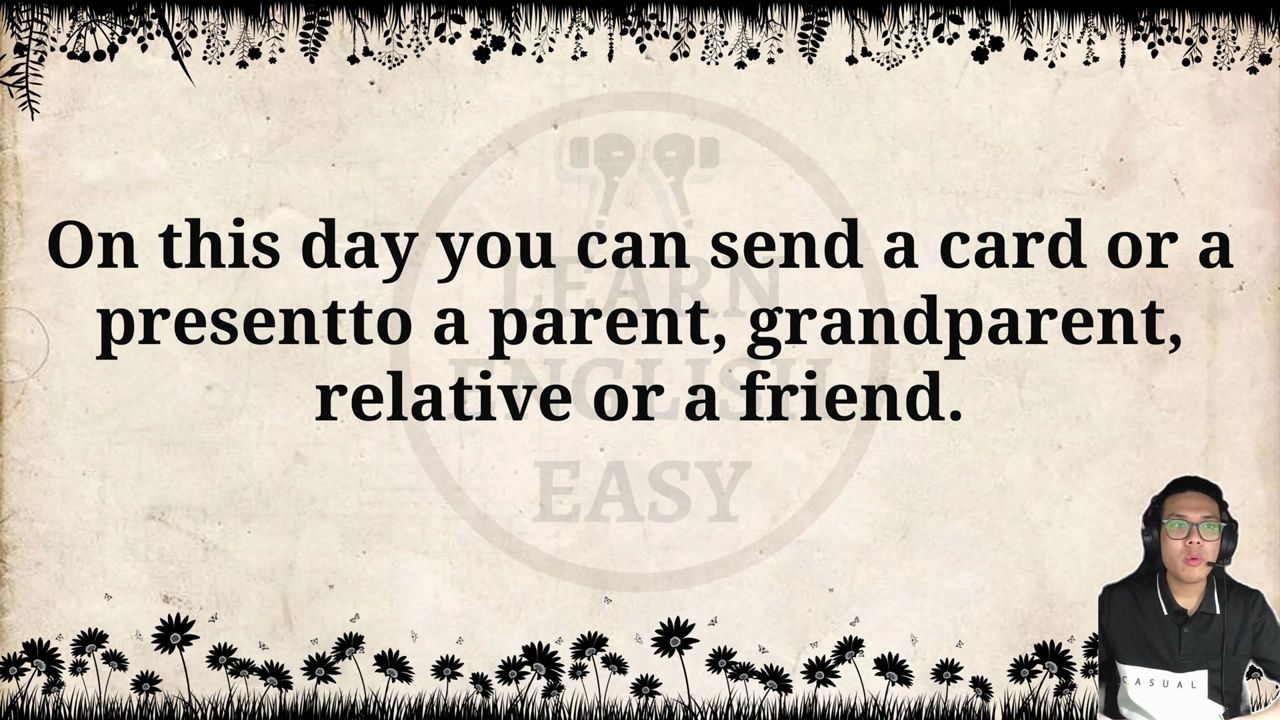 On this day you can send a card or a
presentto a parent, grandparent,
relative or a friend.
LEARN
ENGLISH
EASY
CASUAL